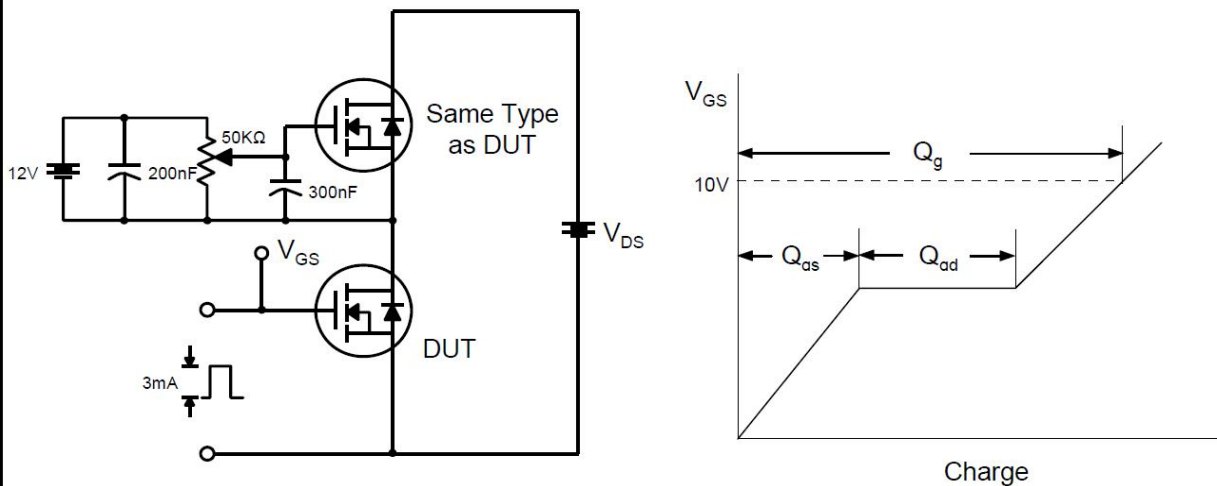 12V
200nF
50KΩ
300nF
Same Type
as DUT
V_DS
V_GS
DUT
3mA
V_GS
10V
Q_g
Q_gs
Q_gd
Charge